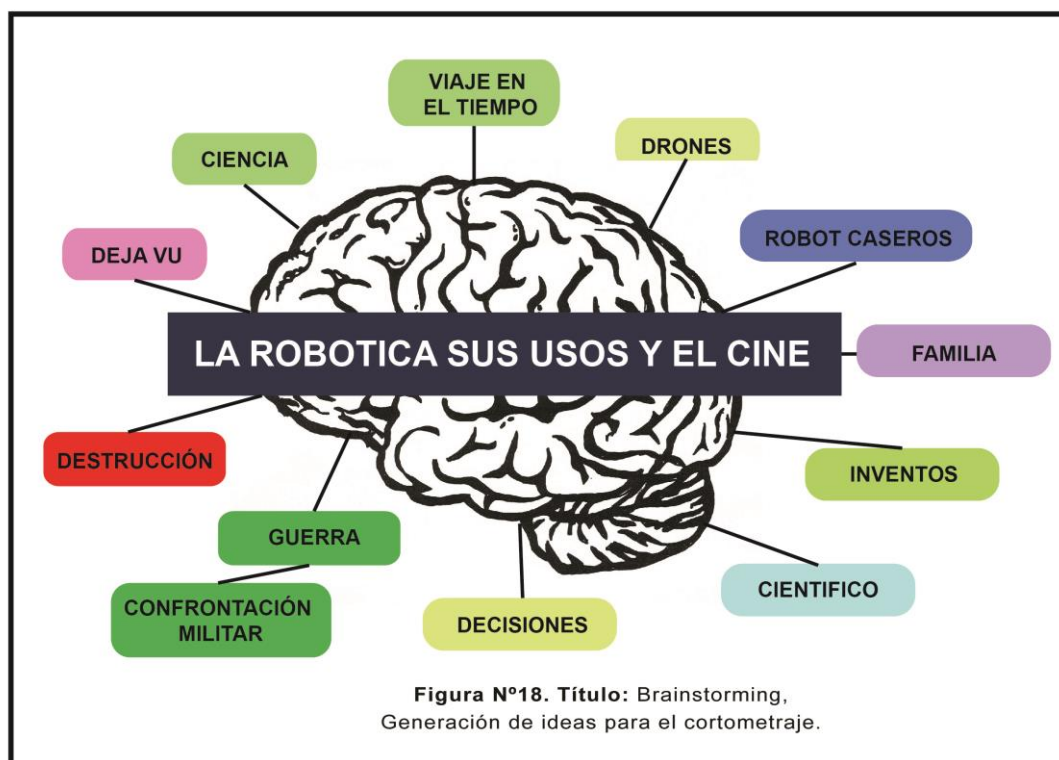 VIAJE EN
EL TIEMPO
DRONES
CIENCIA
ROBOT CASEROS
DEJA VU
LA ROBOTICA SUS USOS Y EL CINE
FAMILIA
DESTRUCCIÓN
INVENTOS
GUERRA
CIENTIFICO
CONFRONTACIÓN
MILITAR
DECISIONES
Figura Nº18. Título: Brainstorming,
Generación de ideas para el cortometraje.